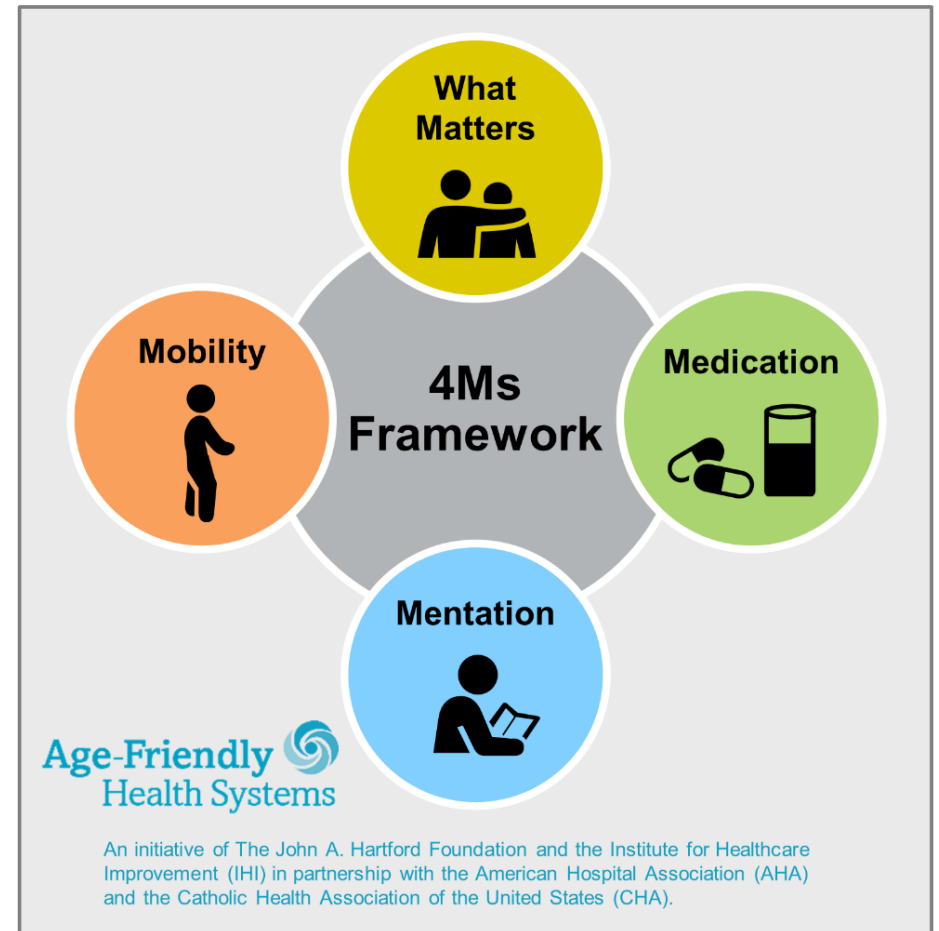 What
Matters
Mobility
4Ms
Framework
Medication
Mentation
Age-Friendly
Health Systems
An initiative of The John A. Hartford Foundation and the Institute for Healthcare
Improvement (IHI) in partnership with the American Hospital Association (AHA)
and the Catholic Health Association of the United States (CHA).